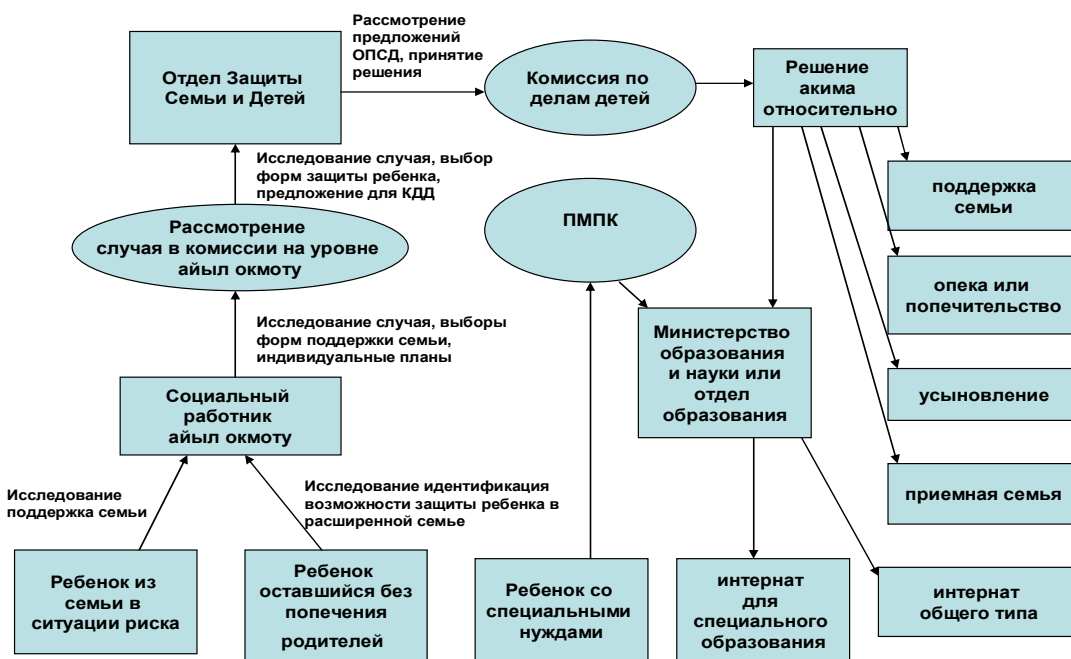 Рассмотрение
предложений
ОПСД, принятие
решения
Отдел Защиты
Семьи и Детей
Комиссия по
делам детей
Решение
акима
относительно
Исследование случая, выбор
форм защиты ребенка,
предложение для КДД
поддержка
семьи
Рассмотрение
случая в комиссии на уровне
айыл окмоту
ПМПК
опека или
попечительство
Исследование случая, выборы
форм поддержки семьи,
индивидуальные планы
Министерство
образования
и науки или
отдел
образования
усыновление
Социальный
работник
айыл окмоту
приемная семья
Исследование
поддержка семьи
Исследование идентификация
возможности защиты ребенка в
расширенной семье
Ребенок из
семьи в
ситуации риска
Ребенок
оставшийся без
попечения
родителей
Ребенок со
специальными
нуждами
интернат
для
специального
образования
интернат
общего типа